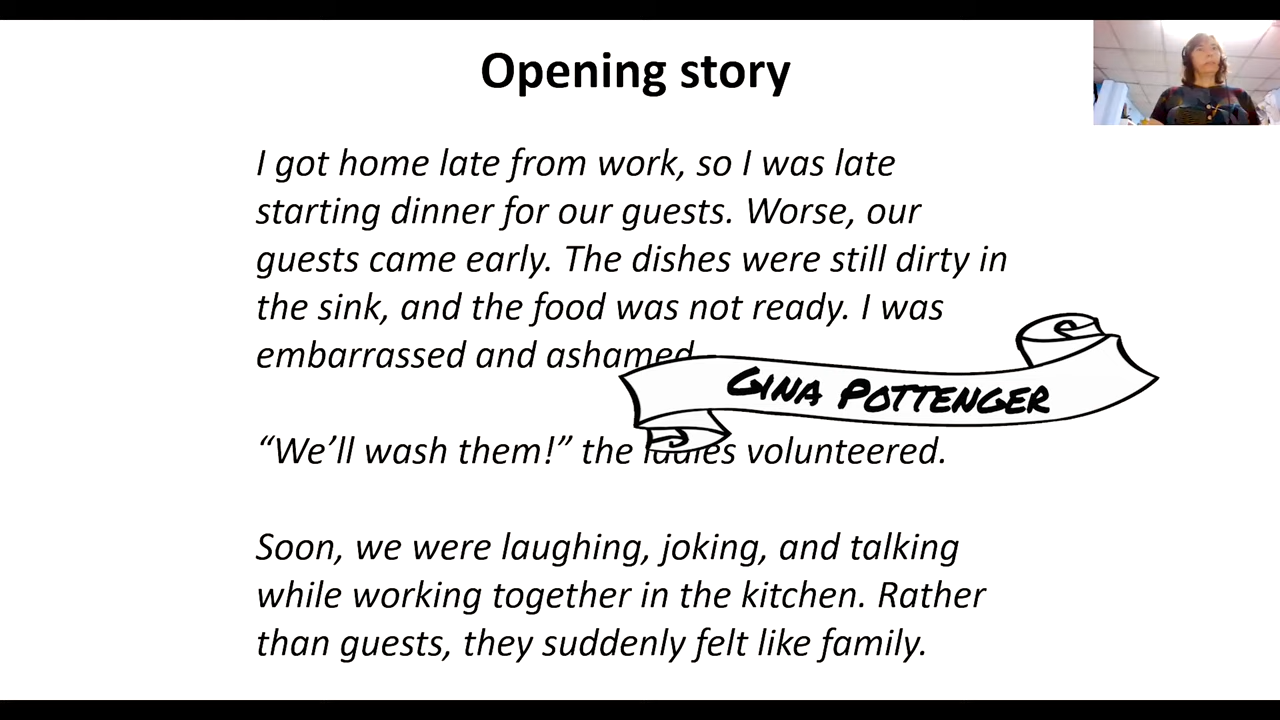 Opening story
I got home late from work, so I was late
starting dinner for our guests. Worse, our
guests came early. The dishes were still dirty in
the sink, and the food was not ready. I was
embarrassed and ashamed
GINA POTTENGER
“We’ll wash them!” the ladies volunteered.
Soon, we were laughing, joking, and talking
while working together in the kitchen. Rather
than guests, they suddenly felt like family.